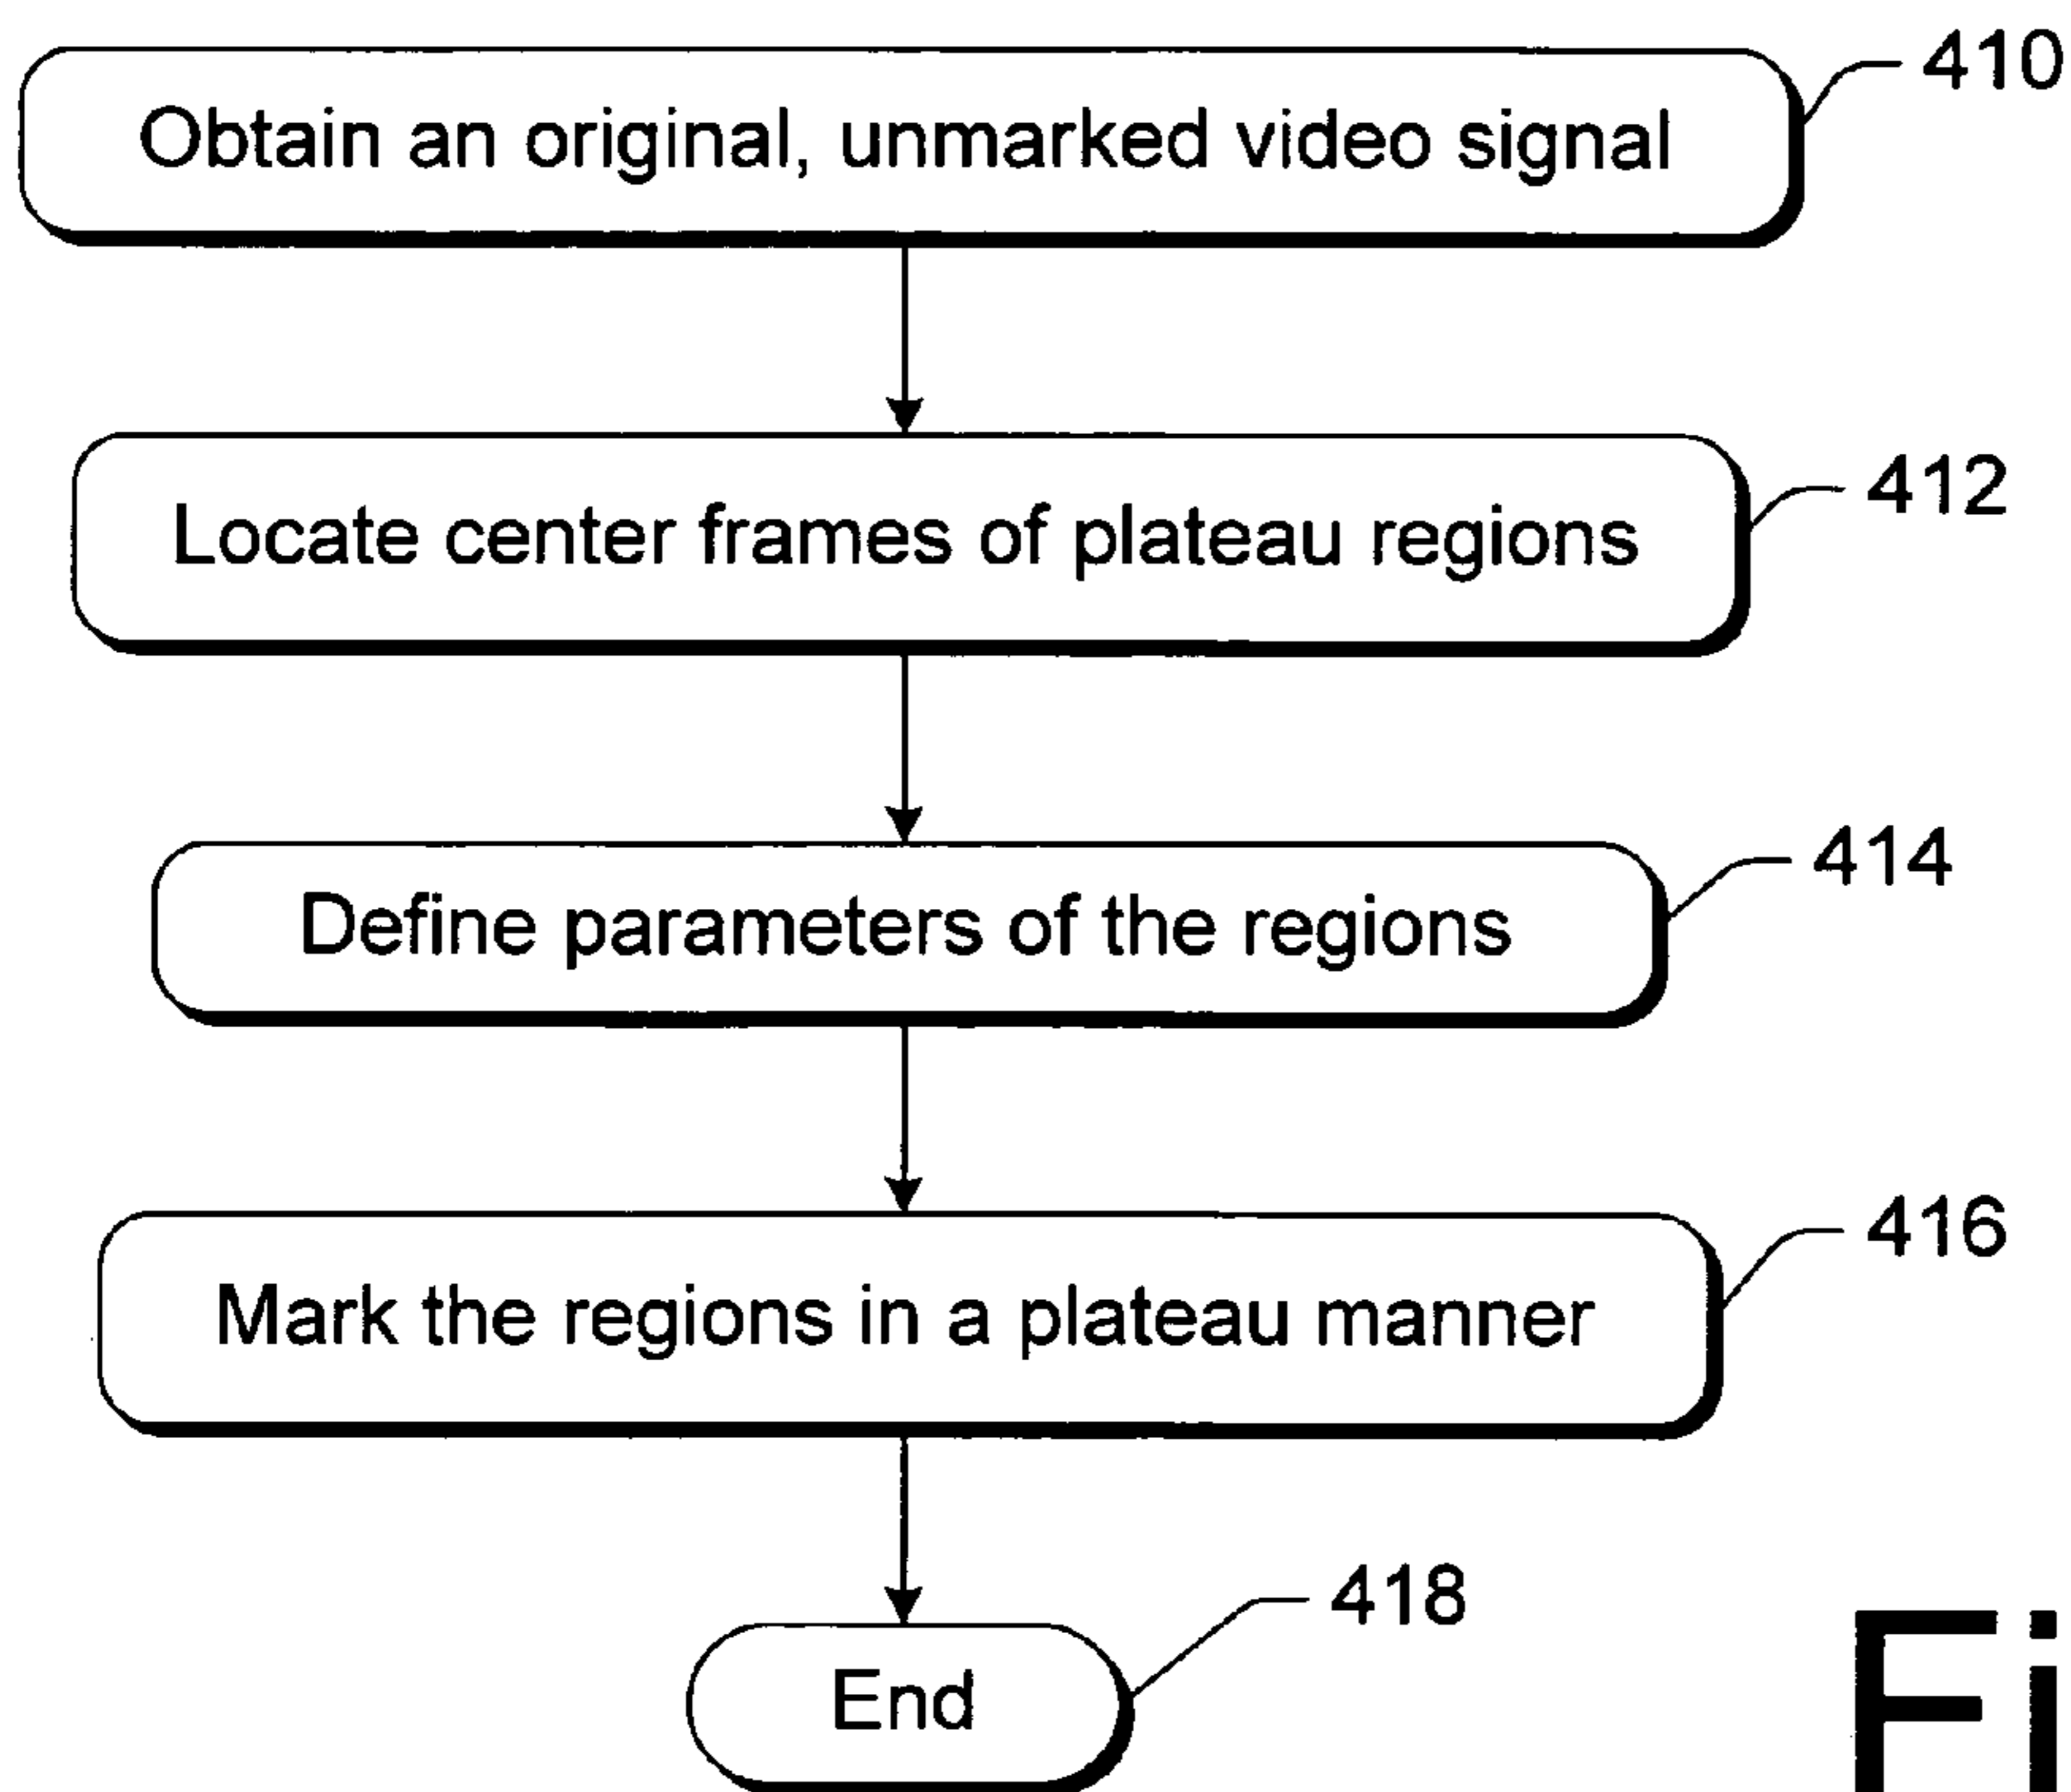 410
Obtain an original, unmarked video signal
412
Locate center frames of plateau regions
414
Define parameters of the regions
416
Mark the regions in a plateau manner
418
End
Fi